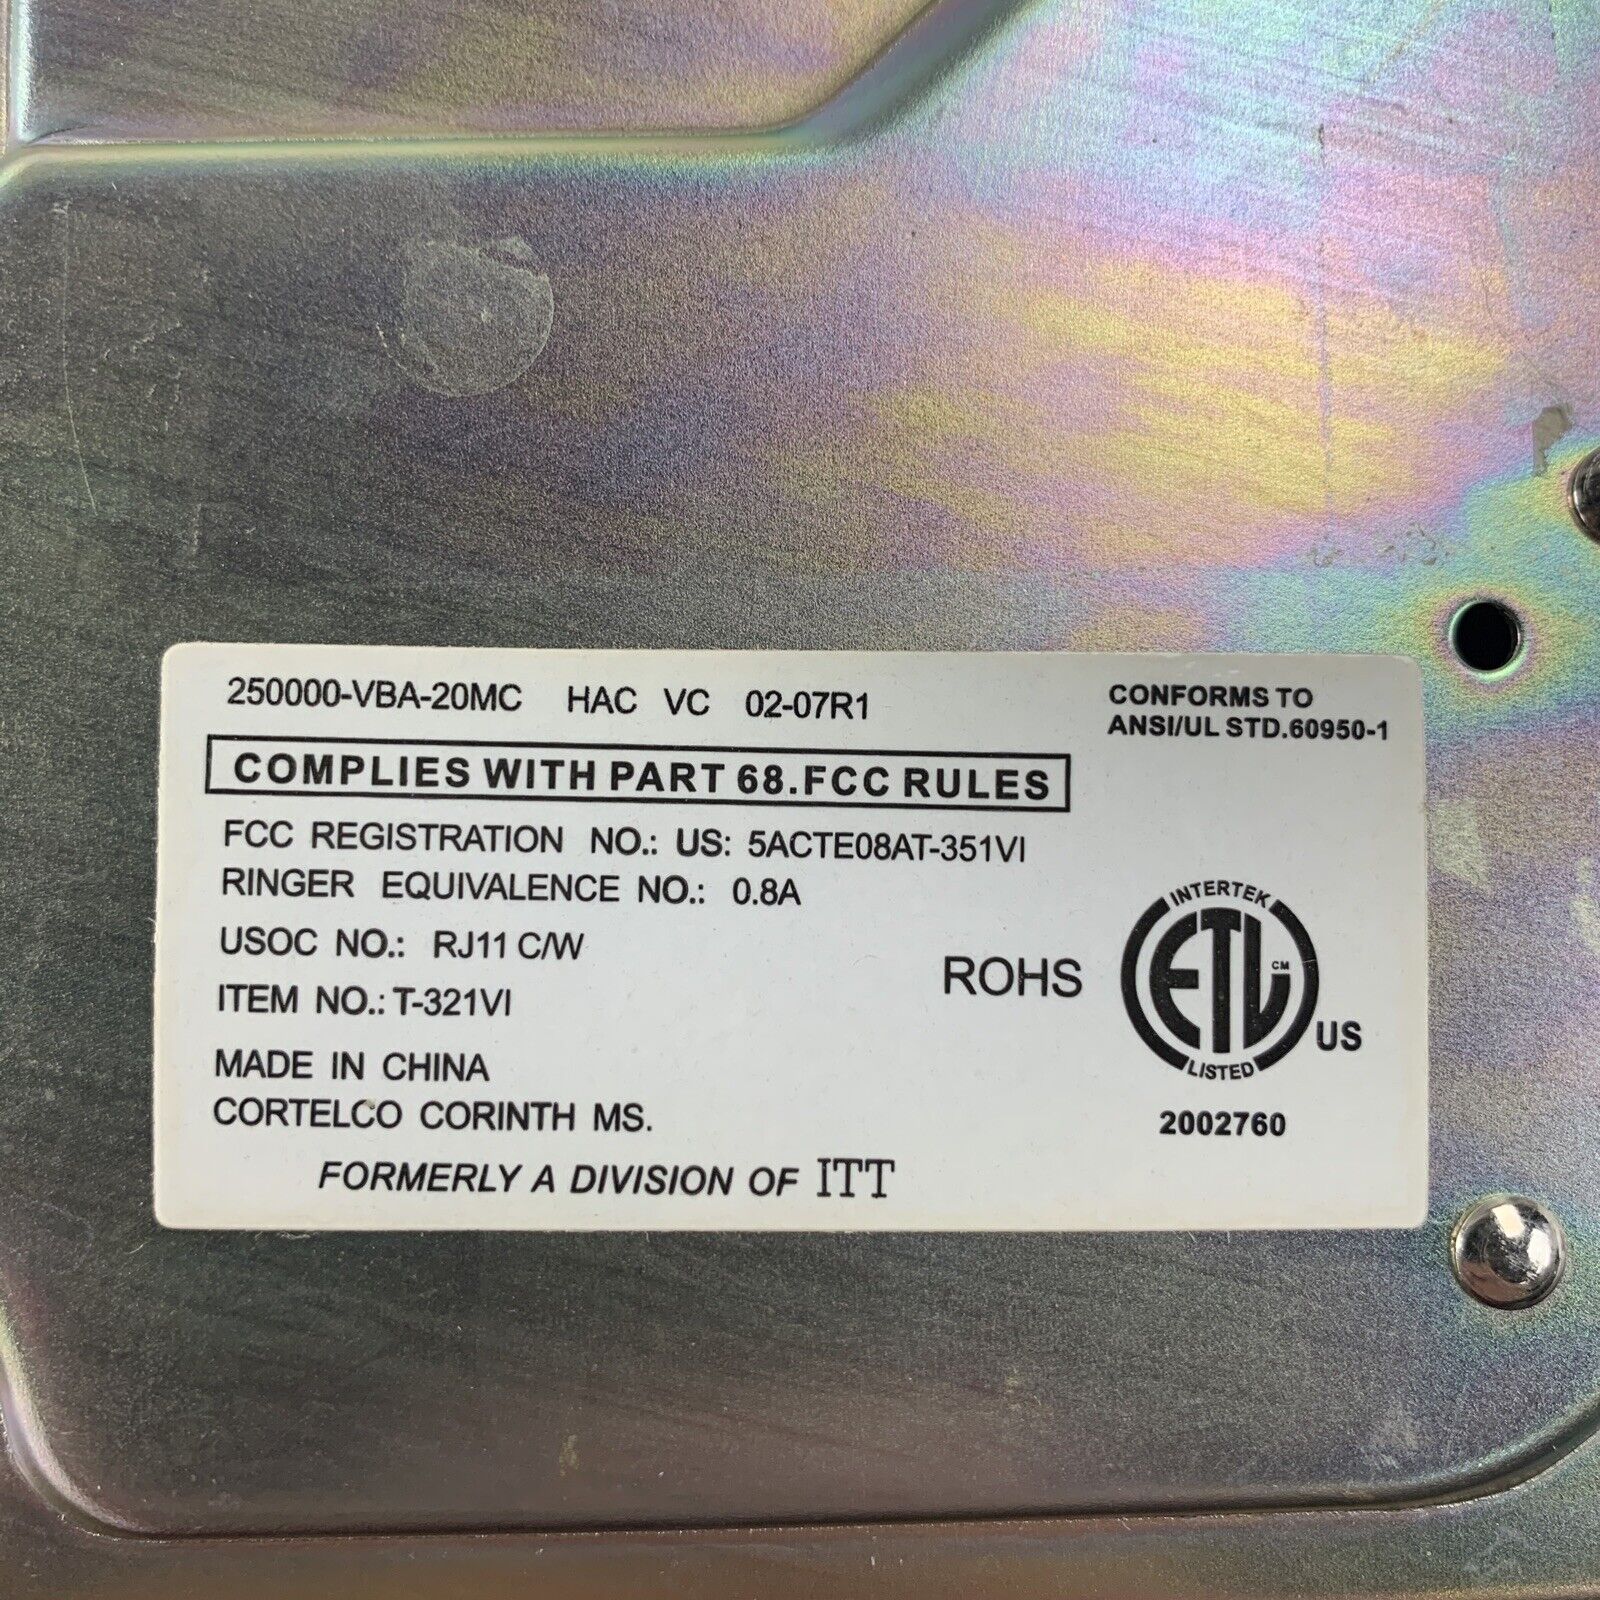 250000-VBA-20MC HAC VC 02-07R1
CONFORMS TO
ANSI/UL STD.60950-1
COMPLIES WITH PART 68.FCC RULES
FCC REGISTRATION NO.: US: 5ACTE08AT-351VI
RINGER EQUIVALENCE NO.: 0.8A
USOC NO.: RJ11 C/W
ITEM NO.: T-321VI
MADE IN CHINA
CORTELCO CORINTH MS.
FORMERLY A DIVISION OF ITT
ROHS
INTERTEK
ETL CM
LISTED
US
2002760